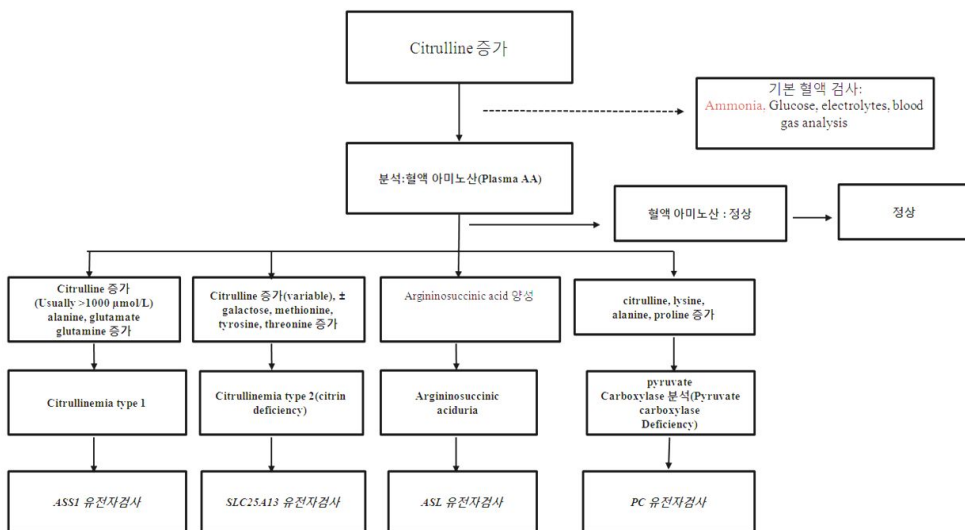 Citrulline 증가
기본 혈액 검사:
Ammonia, Glucose, electrolytes, blood
gas analysis
분석:혈액 아미노산(Plasma AA)
혈액 아미노산 : 정상
정상
Citrulline 증가
(Usually >1000 µmol/L)
alanine, glutamate
glutamine 증가
Citrulline 증가(variable), ±
galactose, methionine,
tyrosine, threonine 증가
Argininosuccinic acid 양성
citrulline, lysine,
alanine, proline 증가
Citrullinemia type 1
Citrullinemia type 2(citrin
deficiency)
Argininosuccinic
aciduria
pyruvate
Carboxylase 분석(Pyruvate
carboxylase
Deficiency)
ASS1 유전자검사
SLC25A13 유전자검사
ASL 유전자검사
PC 유전자검사